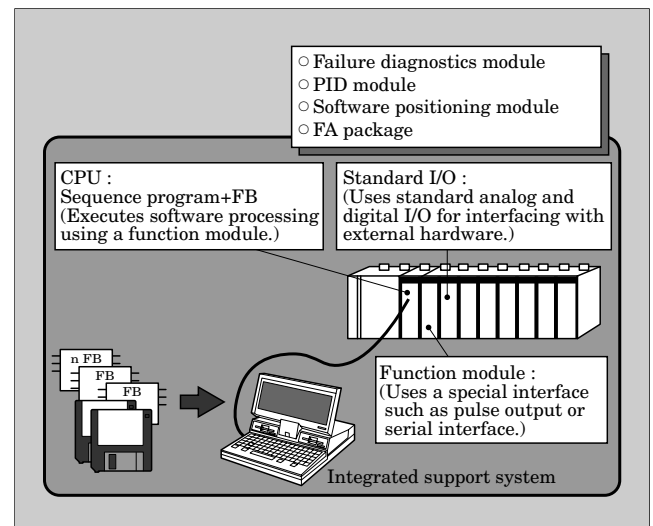 ○ Failure diagnostics module
○ PID module
○ Software positioning module
○ FA package
CPU :
Sequence program+FB
(Executes software processing
using a function module.)
Standard I/O :
(Uses standard analog and
digital I/O for interfacing with
external hardware.)
n FB
FB
FB
Function module :
(Uses a special interface
such as pulse output or
serial interface.)
Integrated support system